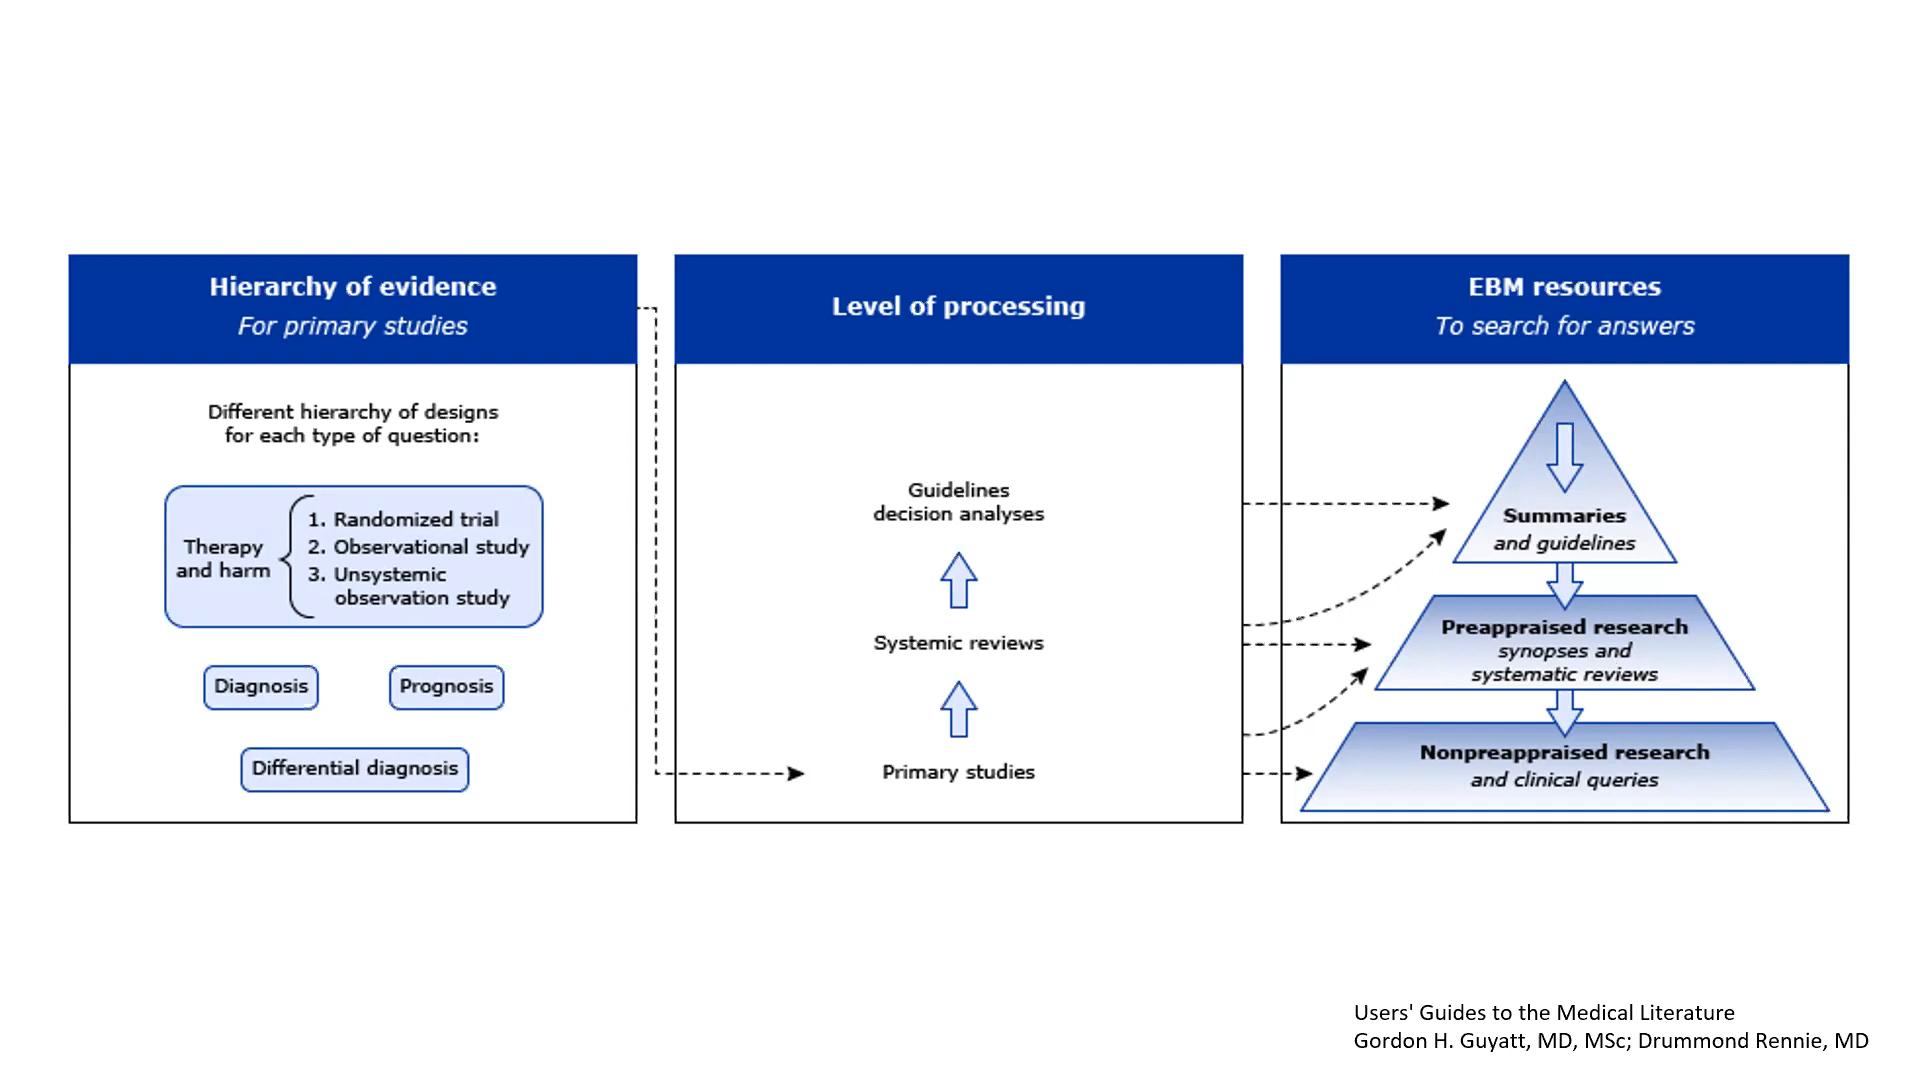 Hierarchy of evidence
For primary studies
Different hierarchy of designs
for each type of question:
Therapy
and harm
1. Randomized trial
2. Observational study
3. Unsystemic
observation study
Diagnosis
Prognosis
Differential diagnosis
Level of processing
Guidelines
decision analyses
Systemic reviews
Primary studies
EBM resources
To search for answers
Summaries
and guidelines
Preappraised research
synopses and
systematic reviews
Nonpreappraised research
and clinical queries
Users' Guides to the Medical Literature
Gordon H. Guyatt, MD, MSc; Drummond Rennie, MD